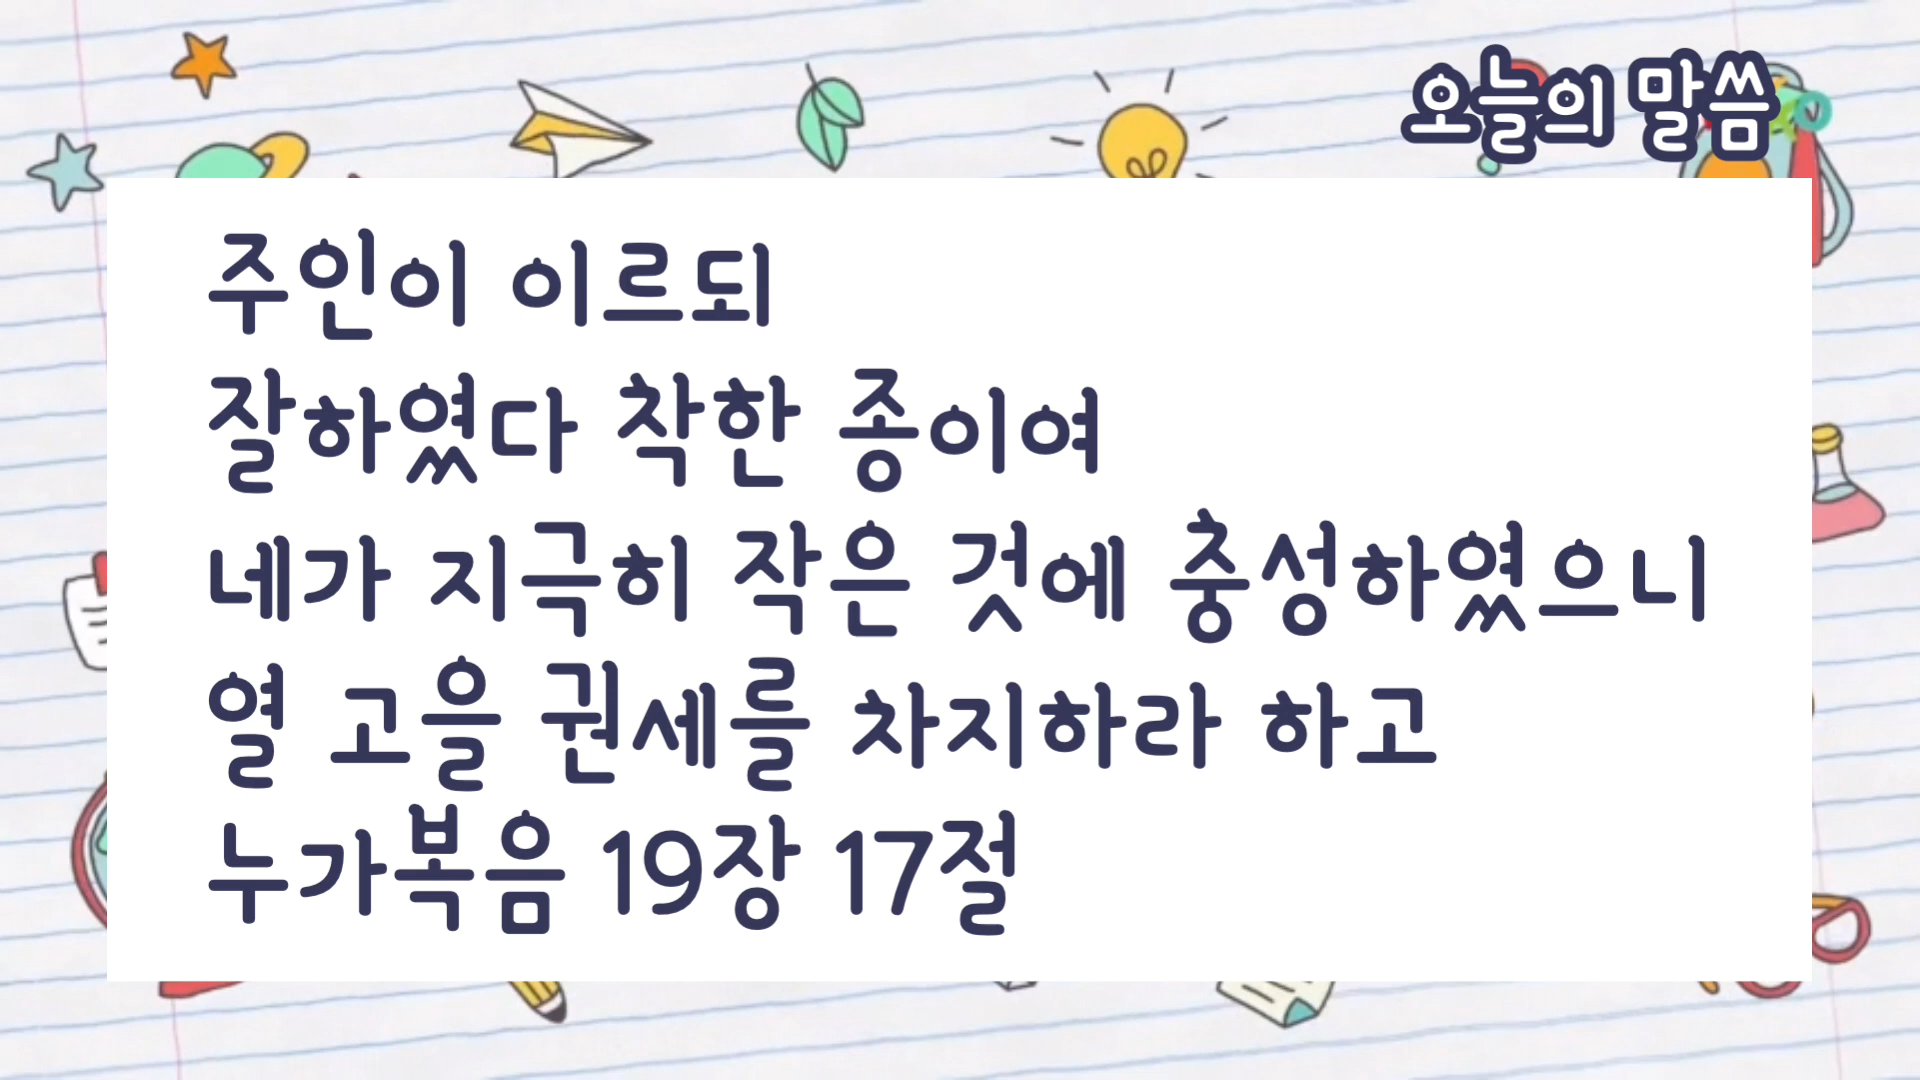 오늘의 말씀
주인이 이르되
잘하였다 착한 종이여
네가 지극히 작은 것에 충성하였으니
열 고을 권세를 차지하라 하고
누가복음 19장 17절